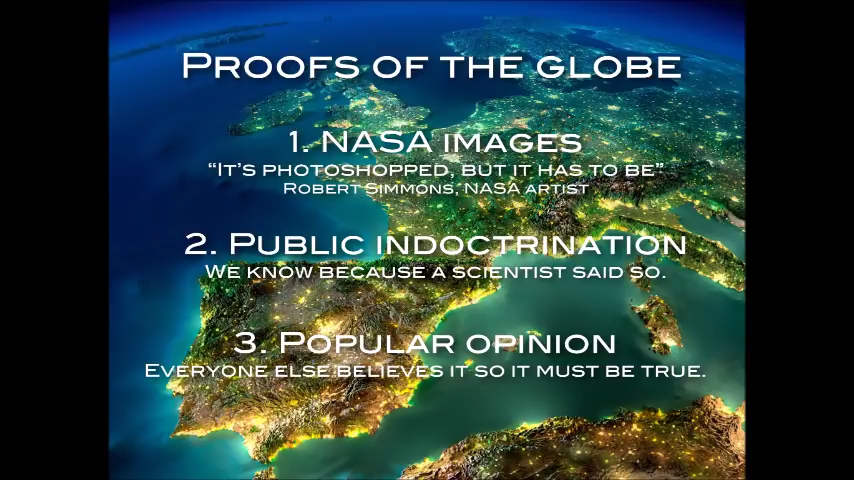 Proofs of the globe
1. NASA images
“It’s photoshopped, but it has to be”
Robert Simmons, NASA artist
2. Public indoctrination
We know because a scientist said so.
3. Popular opinion
Everyone else believes it so it must be true.